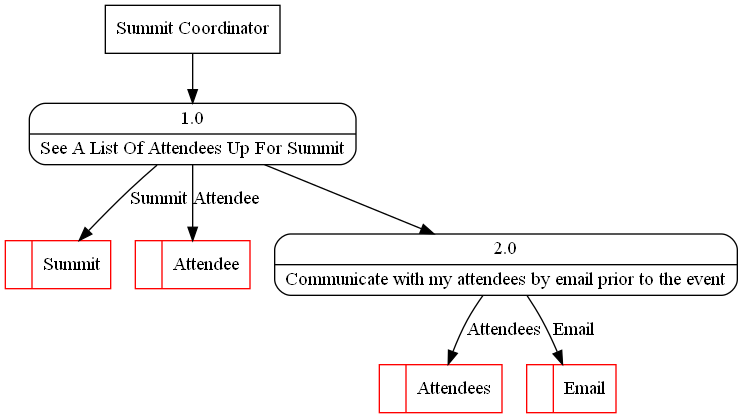 Summit Coordinator
1.0
See A List Of Attendees Up For Summit
Summit
Attendee
Summit
Attendee
2.0
Communicate with my attendees by email prior to the event
Attendees
Email
Attendees
Email